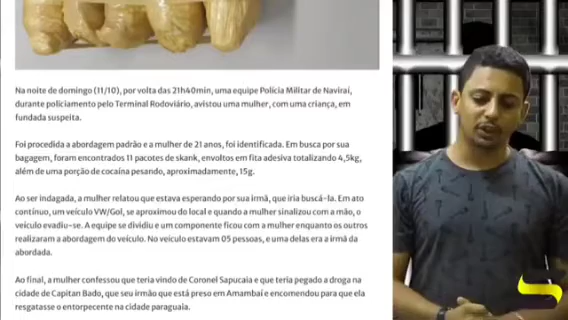 Na noite de domingo (11/10), por volta das 21h40min, uma equipe Polícia Militar de Naviraí,
durante policiamento pelo Terminal Rodoviário, avistou uma mulher, com uma criança, em
fundada suspeita.
Foi procedida a abordagem padrão e a mulher de 21 anos, foi identificada. Em busca por sua
bagagem, foram encontrados 11 pacotes de skank, envoltos em fita adesiva totalizando 4,5kg,
além de uma porção de cocaína pesando, aproximadamente, 15g.
Ao ser indagada, a mulher relatou que estava esperando por sua irmã, que iria buscá-la. Em ato
contínuo, um veículo VW/Gol, se aproximou do local e quando a mulher sinalizou com a mão, o
veículo evadiu-se. A equipe se dividiu e um componente ficou com a mulher enquanto os outros
realizaram a abordagem do veículo. No veículo estavam 05 pessoas, e uma delas era a irmã da
abordada.
Ao final, a mulher confessou que teria vindo de Coronel Sapucaia e que teria pegado a droga na
cidade de Capitan Bado, que seu irmão que está preso em Amambai e encomendou para que ela
resgatasse o entorpecente na cidade paraguaia.